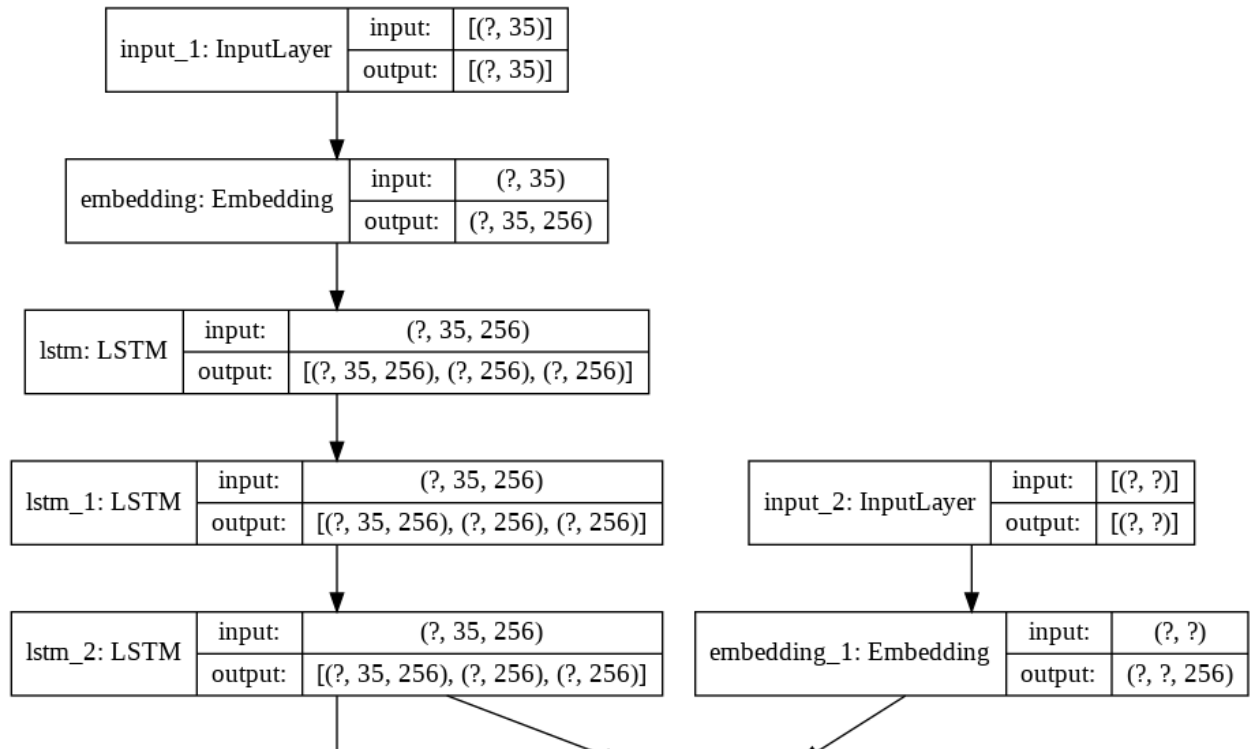 input_1: InputLayer
input: [(?, 35)]
output: [(?, 35)]
embedding: Embedding
input: (?, 35)
output: (?, 35, 256)
lstm: LSTM
input: (?, 35, 256)
output: [(?, 35, 256), (?, 256), (?, 256)]
lstm_1: LSTM
input: (?, 35, 256)
output: [(?, 35, 256), (?, 256), (?, 256)]
input_2: InputLayer
input: [(?, ?)]
output: [(?, ?)]
lstm_2: LSTM
input: (?, 35, 256)
output: [(?, 35, 256), (?, 256), (?, 256)]
embedding_1: Embedding
input: (?, ?)
output: (?, ?, 256)